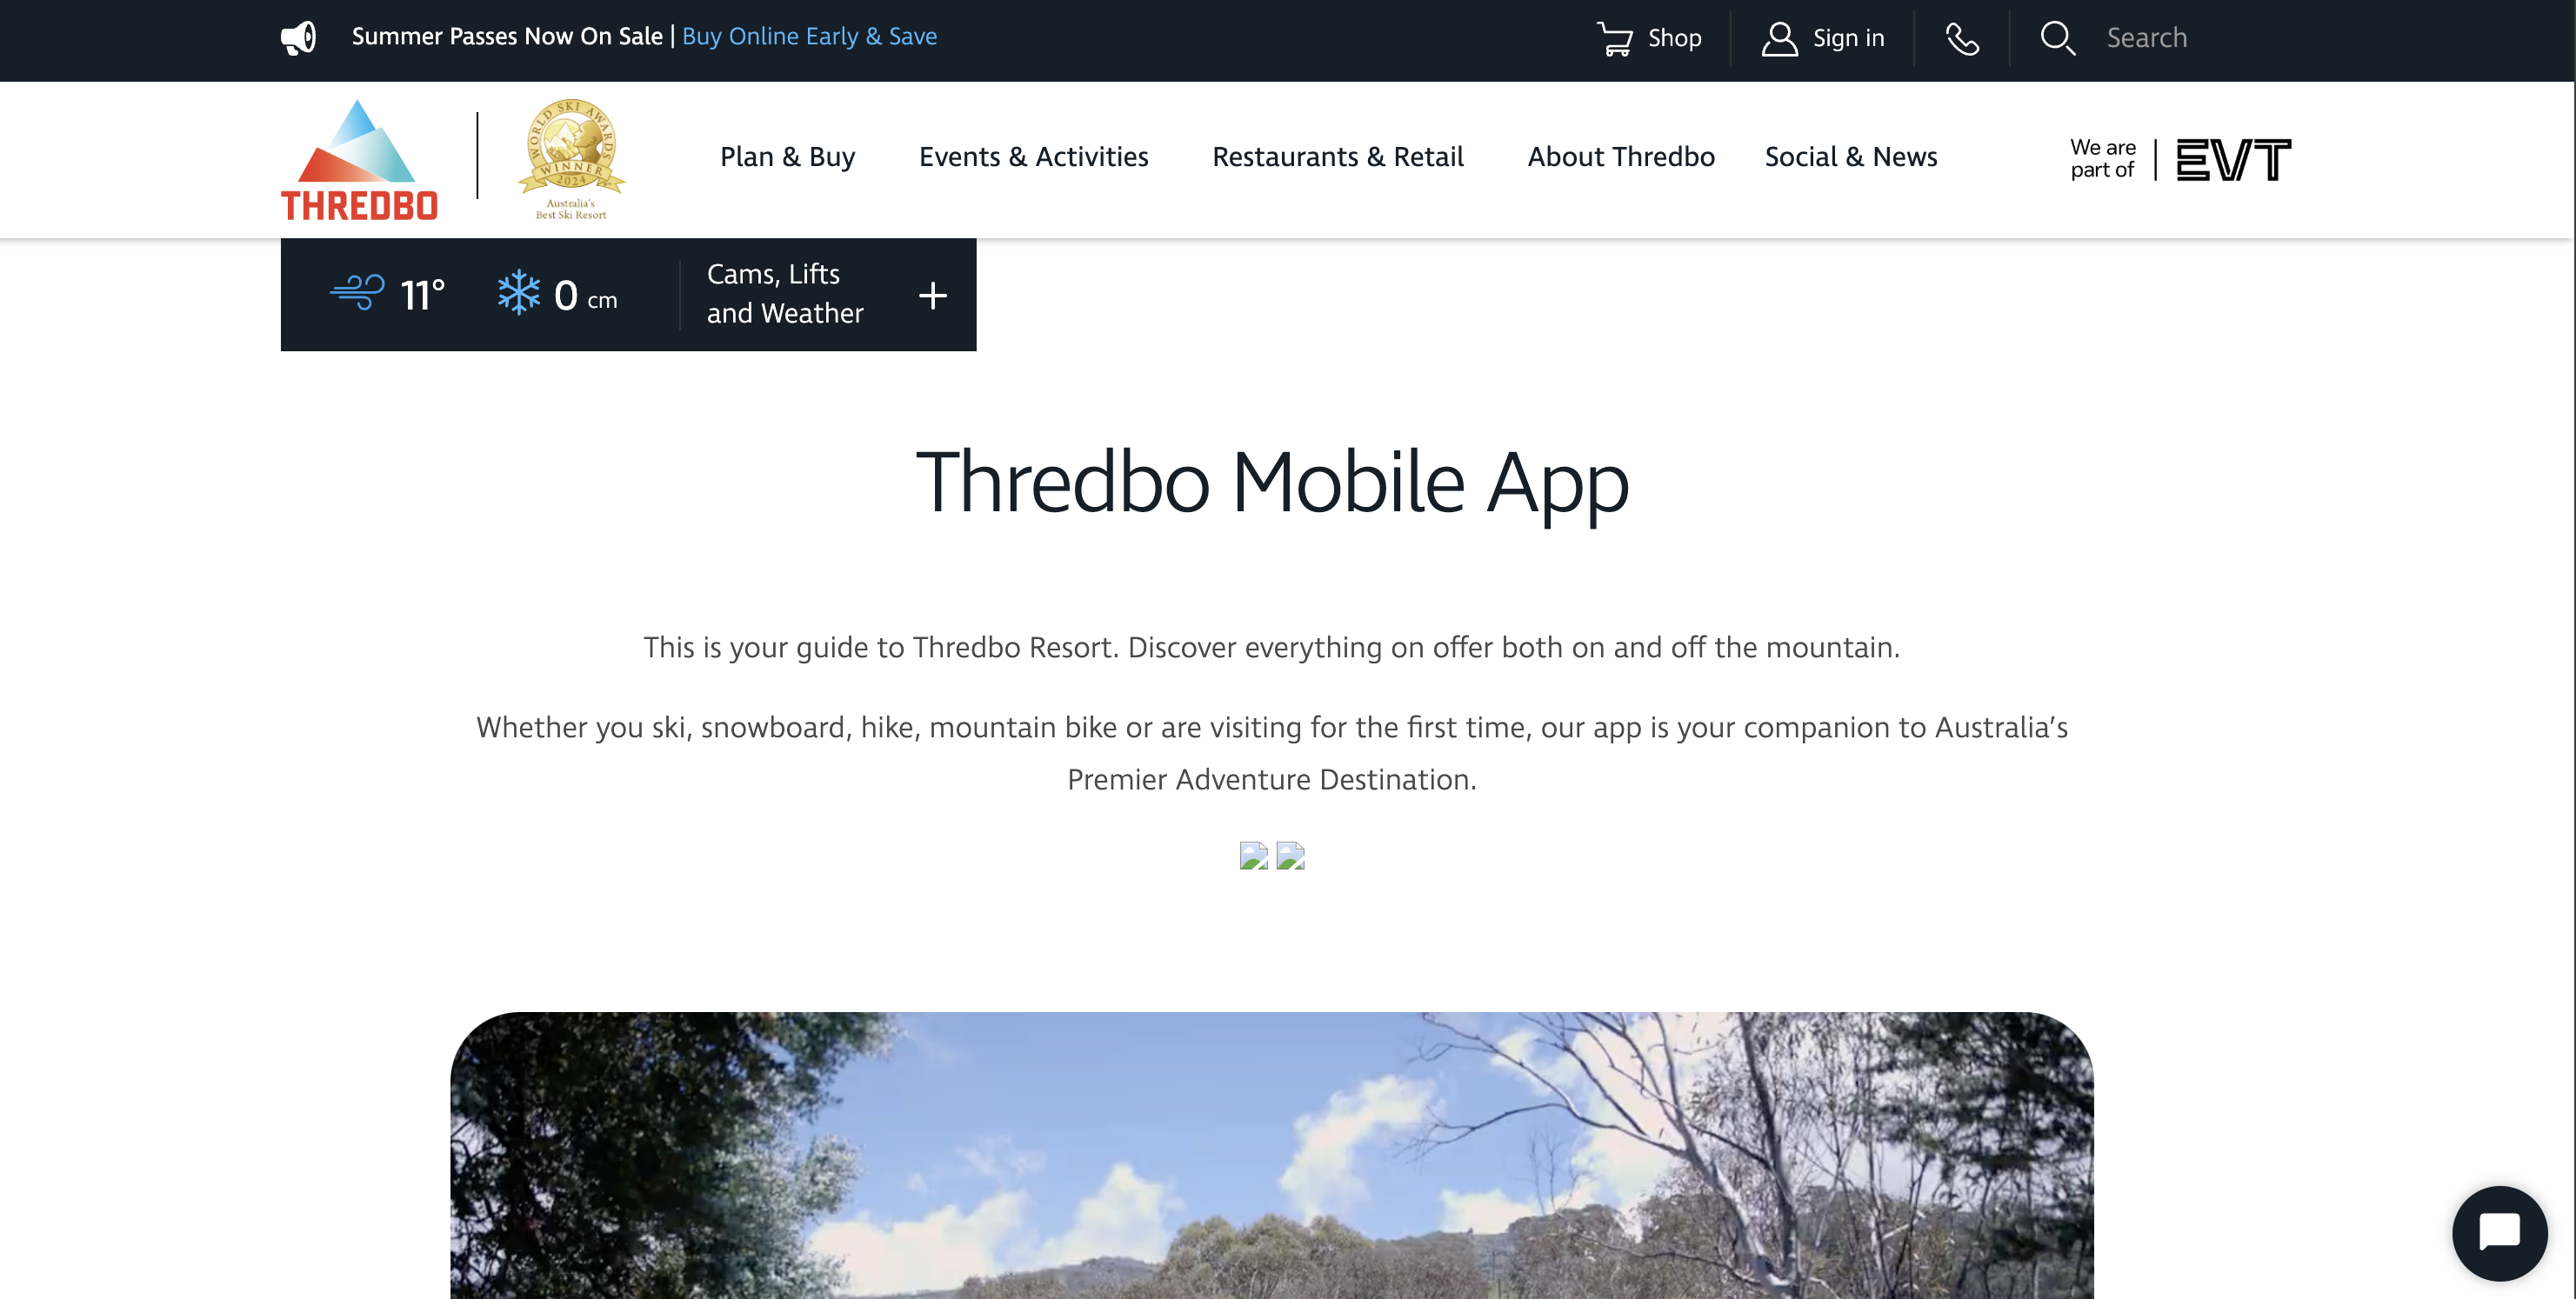 Summer Passes Now On Sale | Buy Online Early & Save
Shop
Sign in
Search
THREDBO
WORLD SKI AWARDS
WINNER
2024
Australia's
Best Ski Resort
Plan & Buy
Events & Activities
Restaurants & Retail
About Thredbo
Social & News
We are
part of
EVT
11°
0 cm
Cams, Lifts
and Weather
+
Thredbo Mobile App
This is your guide to Thredbo Resort. Discover everything on offer both on and off the mountain.
Whether you ski, snowboard, hike, mountain bike or are visiting for the first time, our app is your companion to Australia’s
Premier Adventure Destination.